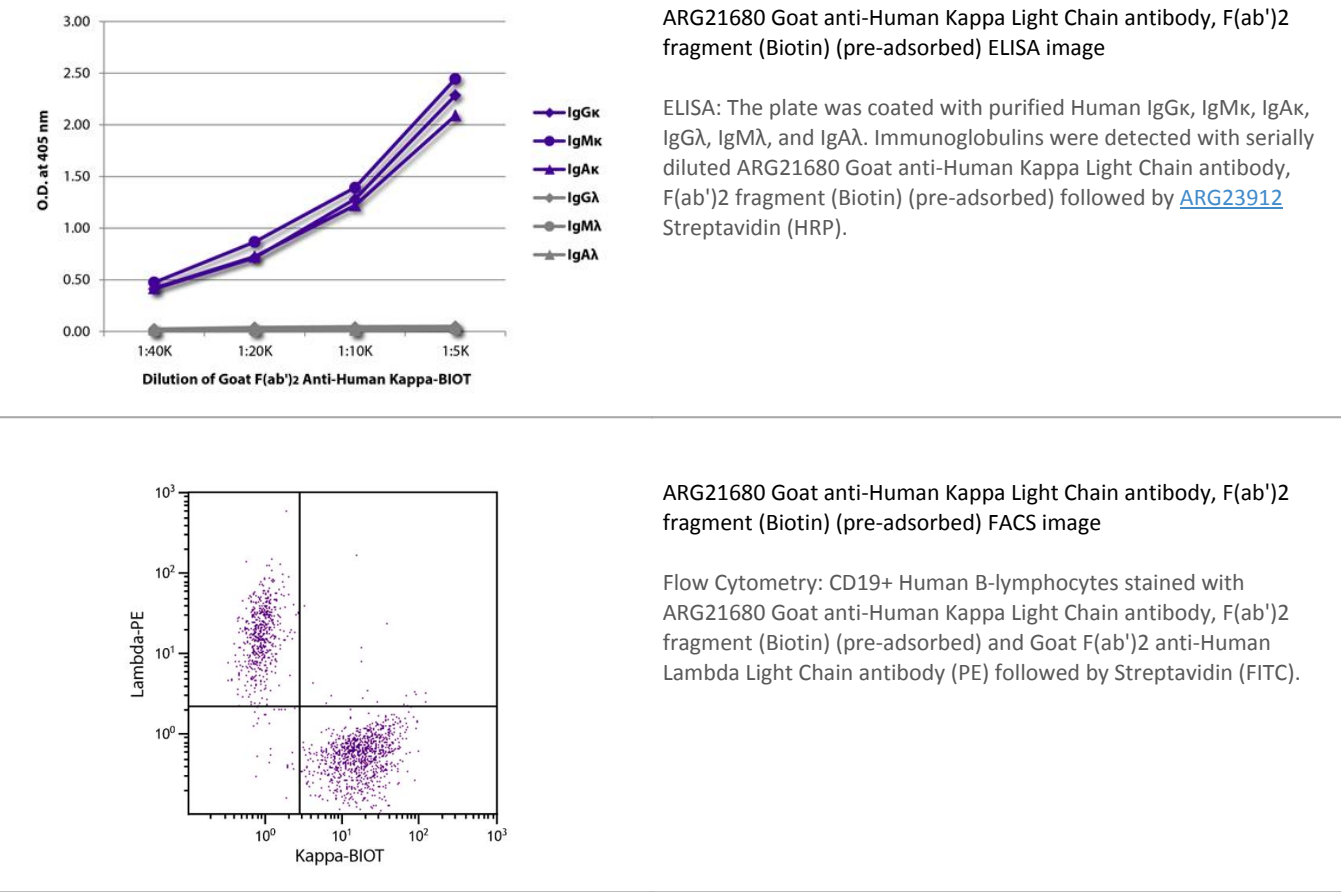 3.00
2.50
2.00
1.50
1.00
0.50
0.00
O.D. at 405 nm
1:40K 1:20K 1:10K 1:5K
Dilution of Goat F(ab')2 Anti-Human Kappa-BIOT
IgGκ
IgMκ
IgAκ
IgGλ
IgMλ
IgAλ
ARG21680 Goat anti-Human Kappa Light Chain antibody, F(ab')2
fragment (Biotin) (pre-adsorbed) ELISA image
ELISA: The plate was coated with purified Human IgGκ, IgMκ, IgAκ,
IgGλ, IgMλ, and IgAλ. Immunoglobulins were detected with serially
diluted ARG21680 Goat anti-Human Kappa Light Chain antibody,
F(ab')2 fragment (Biotin) (pre-adsorbed) followed by ARG23912
Streptavidin (HRP).
10³
10²
10¹
10⁰
Lambda-PE
10⁰ 10¹ 10² 10³
Kappa-BIOT
ARG21680 Goat anti-Human Kappa Light Chain antibody, F(ab')2
fragment (Biotin) (pre-adsorbed) FACS image
Flow Cytometry: CD19+ Human B-lymphocytes stained with
ARG21680 Goat anti-Human Kappa Light Chain antibody, F(ab')2
fragment (Biotin) (pre-adsorbed) and Goat F(ab')2 anti-Human
Lambda Light Chain antibody (PE) followed by Streptavidin (FITC).